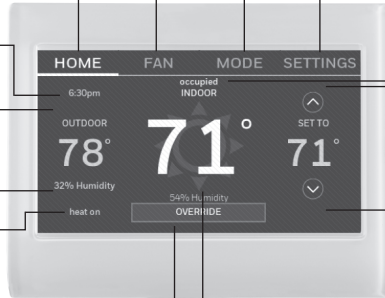 HOME FAN MODE SETTINGS
occupied
6:30pm INDOOR
OUTDOOR SET TO
78° 71° 71°
32% Humidity
54% Humidity
heat on OVERRIDE